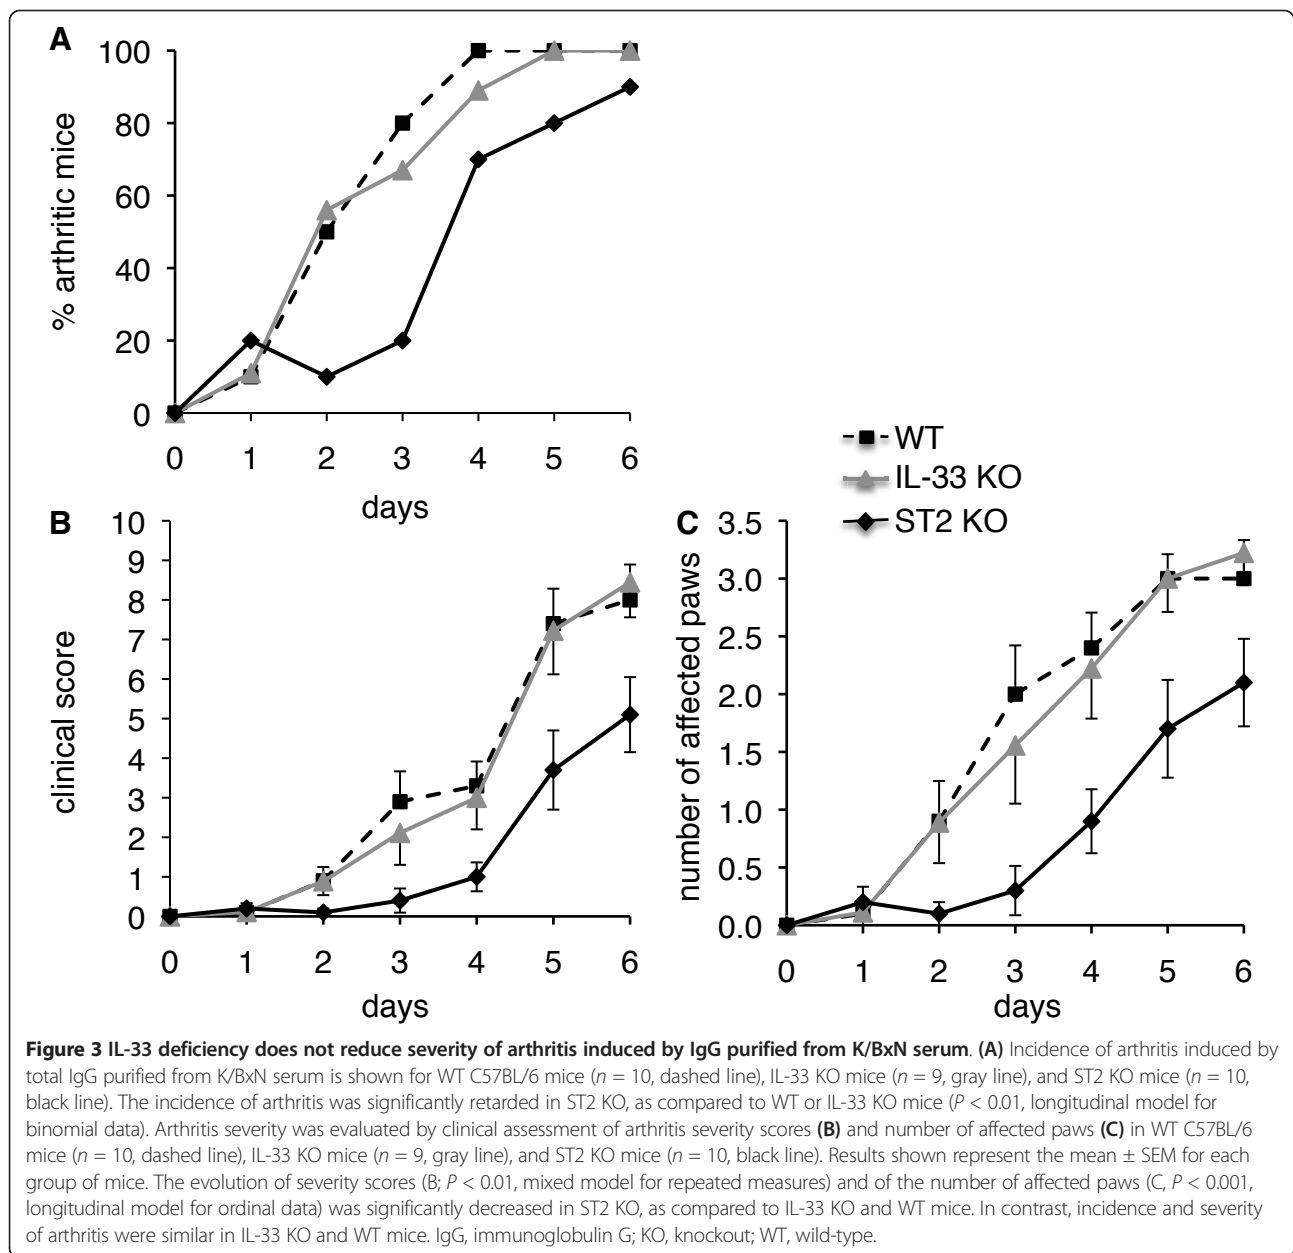 A
100
80
60
40
20
0
% arthritic mice
0 1 2 3 4 5 6
days
WT
IL-33 KO
ST2 KO
B
10
9
8
7
6
5
4
3
2
1
0
clinical score
0 1 2 3 4 5 6
days
C
3.5
3.0
2.5
2.0
1.5
1.0
0.5
0.0
number of affected paws
0 1 2 3 4 5 6
days
Figure 3 IL-33 deficiency does not reduce severity of arthritis induced by IgG purified from K/BxN serum. (A) Incidence of arthritis induced by
total IgG purified from K/BxN serum is shown for WT C57BL/6 mice (n = 10, dashed line), IL-33 KO mice (n = 9, gray line), and ST2 KO mice (n = 10,
black line). The incidence of arthritis was significantly retarded in ST2 KO, as compared to WT or IL-33 KO mice (P < 0.01, longitudinal model for
binomial data). Arthritis severity was evaluated by clinical assessment of arthritis severity scores (B) and number of affected paws (C) in WT C57BL/6
mice (n = 10, dashed line), IL-33 KO mice (n = 9, gray line), and ST2 KO mice (n = 10, black line). Results shown represent the mean ± SEM for each
group of mice. The evolution of severity scores (B; P < 0.01, mixed model for repeated measures) and of the number of affected paws (C, P < 0.001,
longitudinal model for ordinal data) was significantly decreased in ST2 KO, as compared to IL-33 KO and WT mice. In contrast, incidence and severity
of arthritis were similar in IL-33 KO and WT mice. IgG, immunoglobulin G; KO, knockout; WT, wild-type.